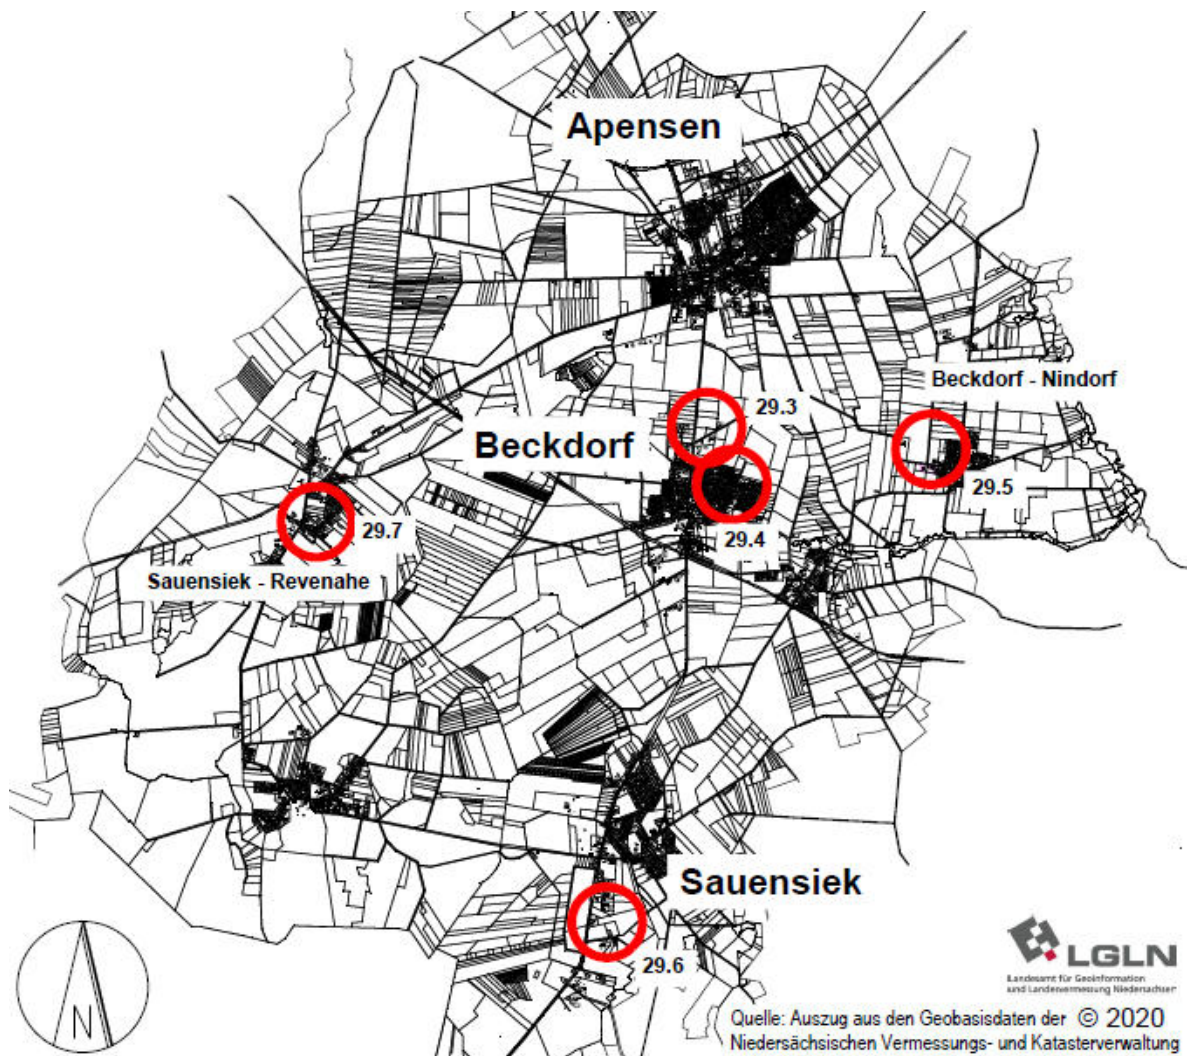 Apensen
Beckdorf - Nindorf
29.3
Beckdorf
29.5
29.7
29.4
Sauensiek - Revenahe
Sauensiek
29.6
LGLN
Landesamt für Geoinformation
und Landesvermessung Niedersachsen
N
Quelle: Auszug aus den Geobasisdaten der © 2020
Niedersächsischen Vermessungs- und Katasterverwaltung